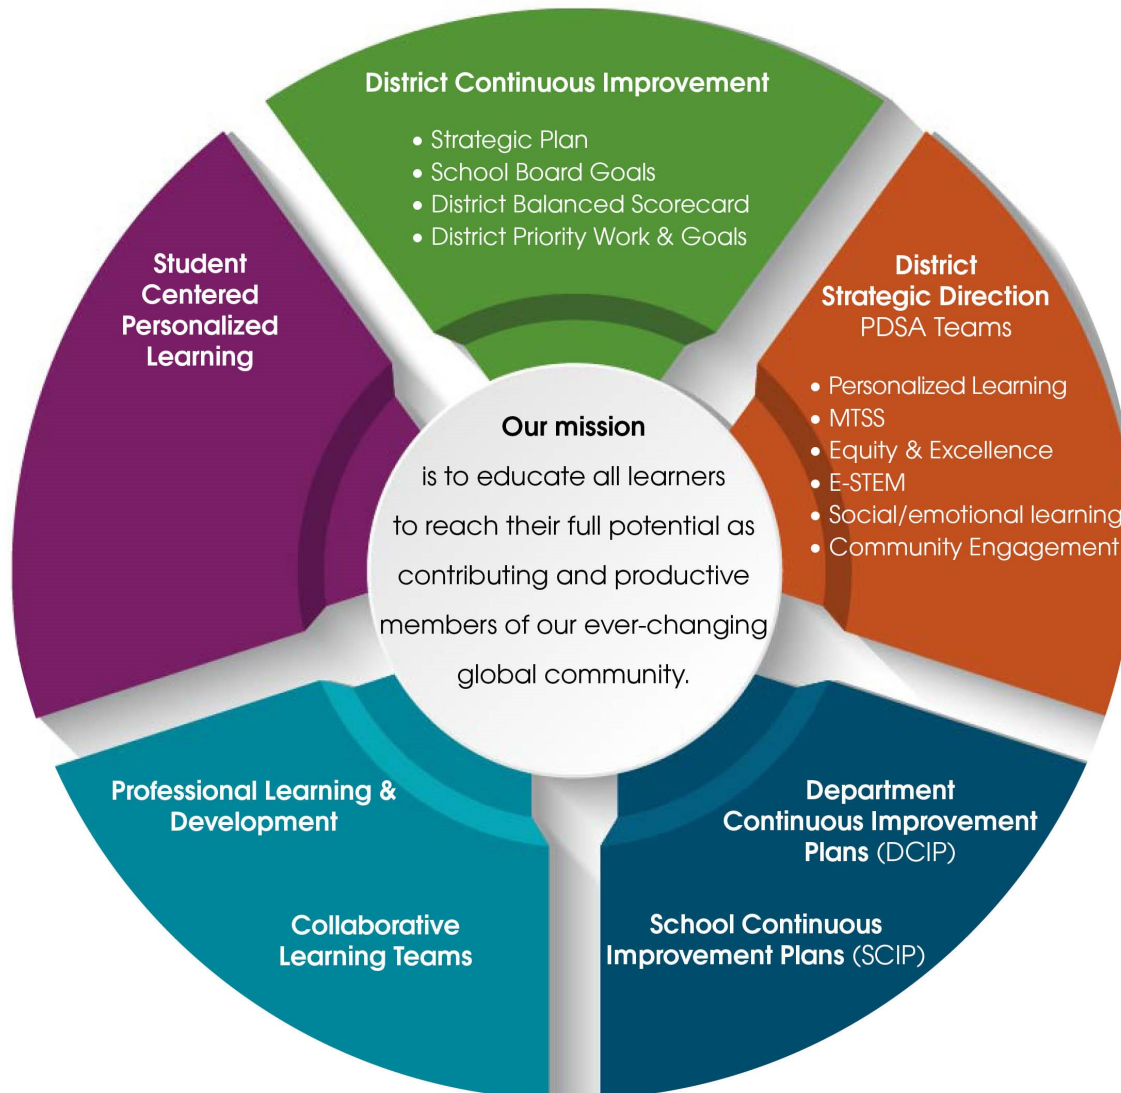 District Continuous Improvement
• Strategic Plan
• School Board Goals
• District Balanced Scorecard
• District Priority Work & Goals
District
Strategic Direction
PDSA Teams
• Personalized Learning
• MTSS
• Equity & Excellence
• E-STEM
• Social/emotional learning
• Community Engagement
Department
Continuous Improvement
Plans (DCIP)
School Continuous
Improvement Plans (SCIP)
Professional Learning &
Development
Collaborative
Learning Teams
Student
Centered
Personalized
Learning
Our mission
is to educate all learners
to reach their full potential as
contributing and productive
members of our ever-changing
global community.